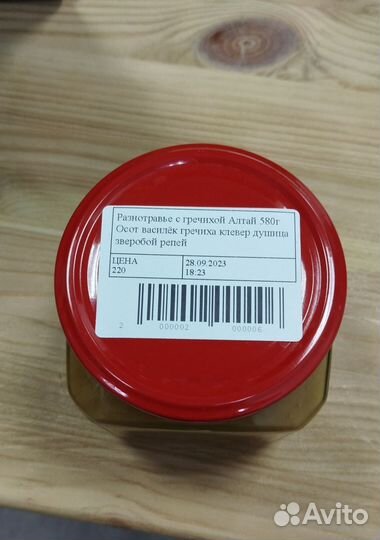 Разнотравье с гречихой Алтай 580г
Осот василёк гречиха клевер душица
зверобой репей
ЦЕНА 28.09.2023
220 18:23
2 000002 000006
Avito